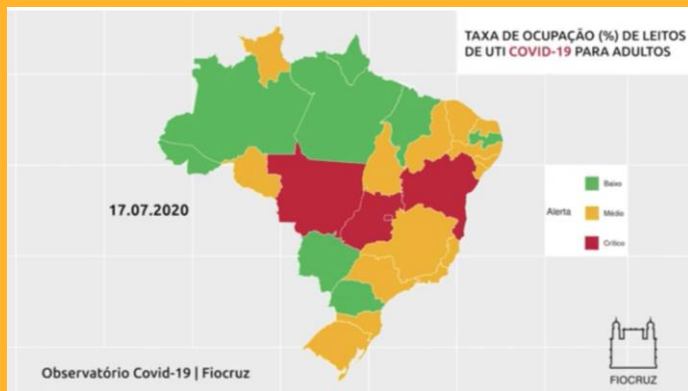 TAXA DE OCUPAÇÃO (%) DE LEITOS
DE UTI COVID-19 PARA ADULTOS
17.07.2020
Alerta
Baixo
Médio
Crítico
Observatório Covid-19 | Fiocruz
FIOCRUZ